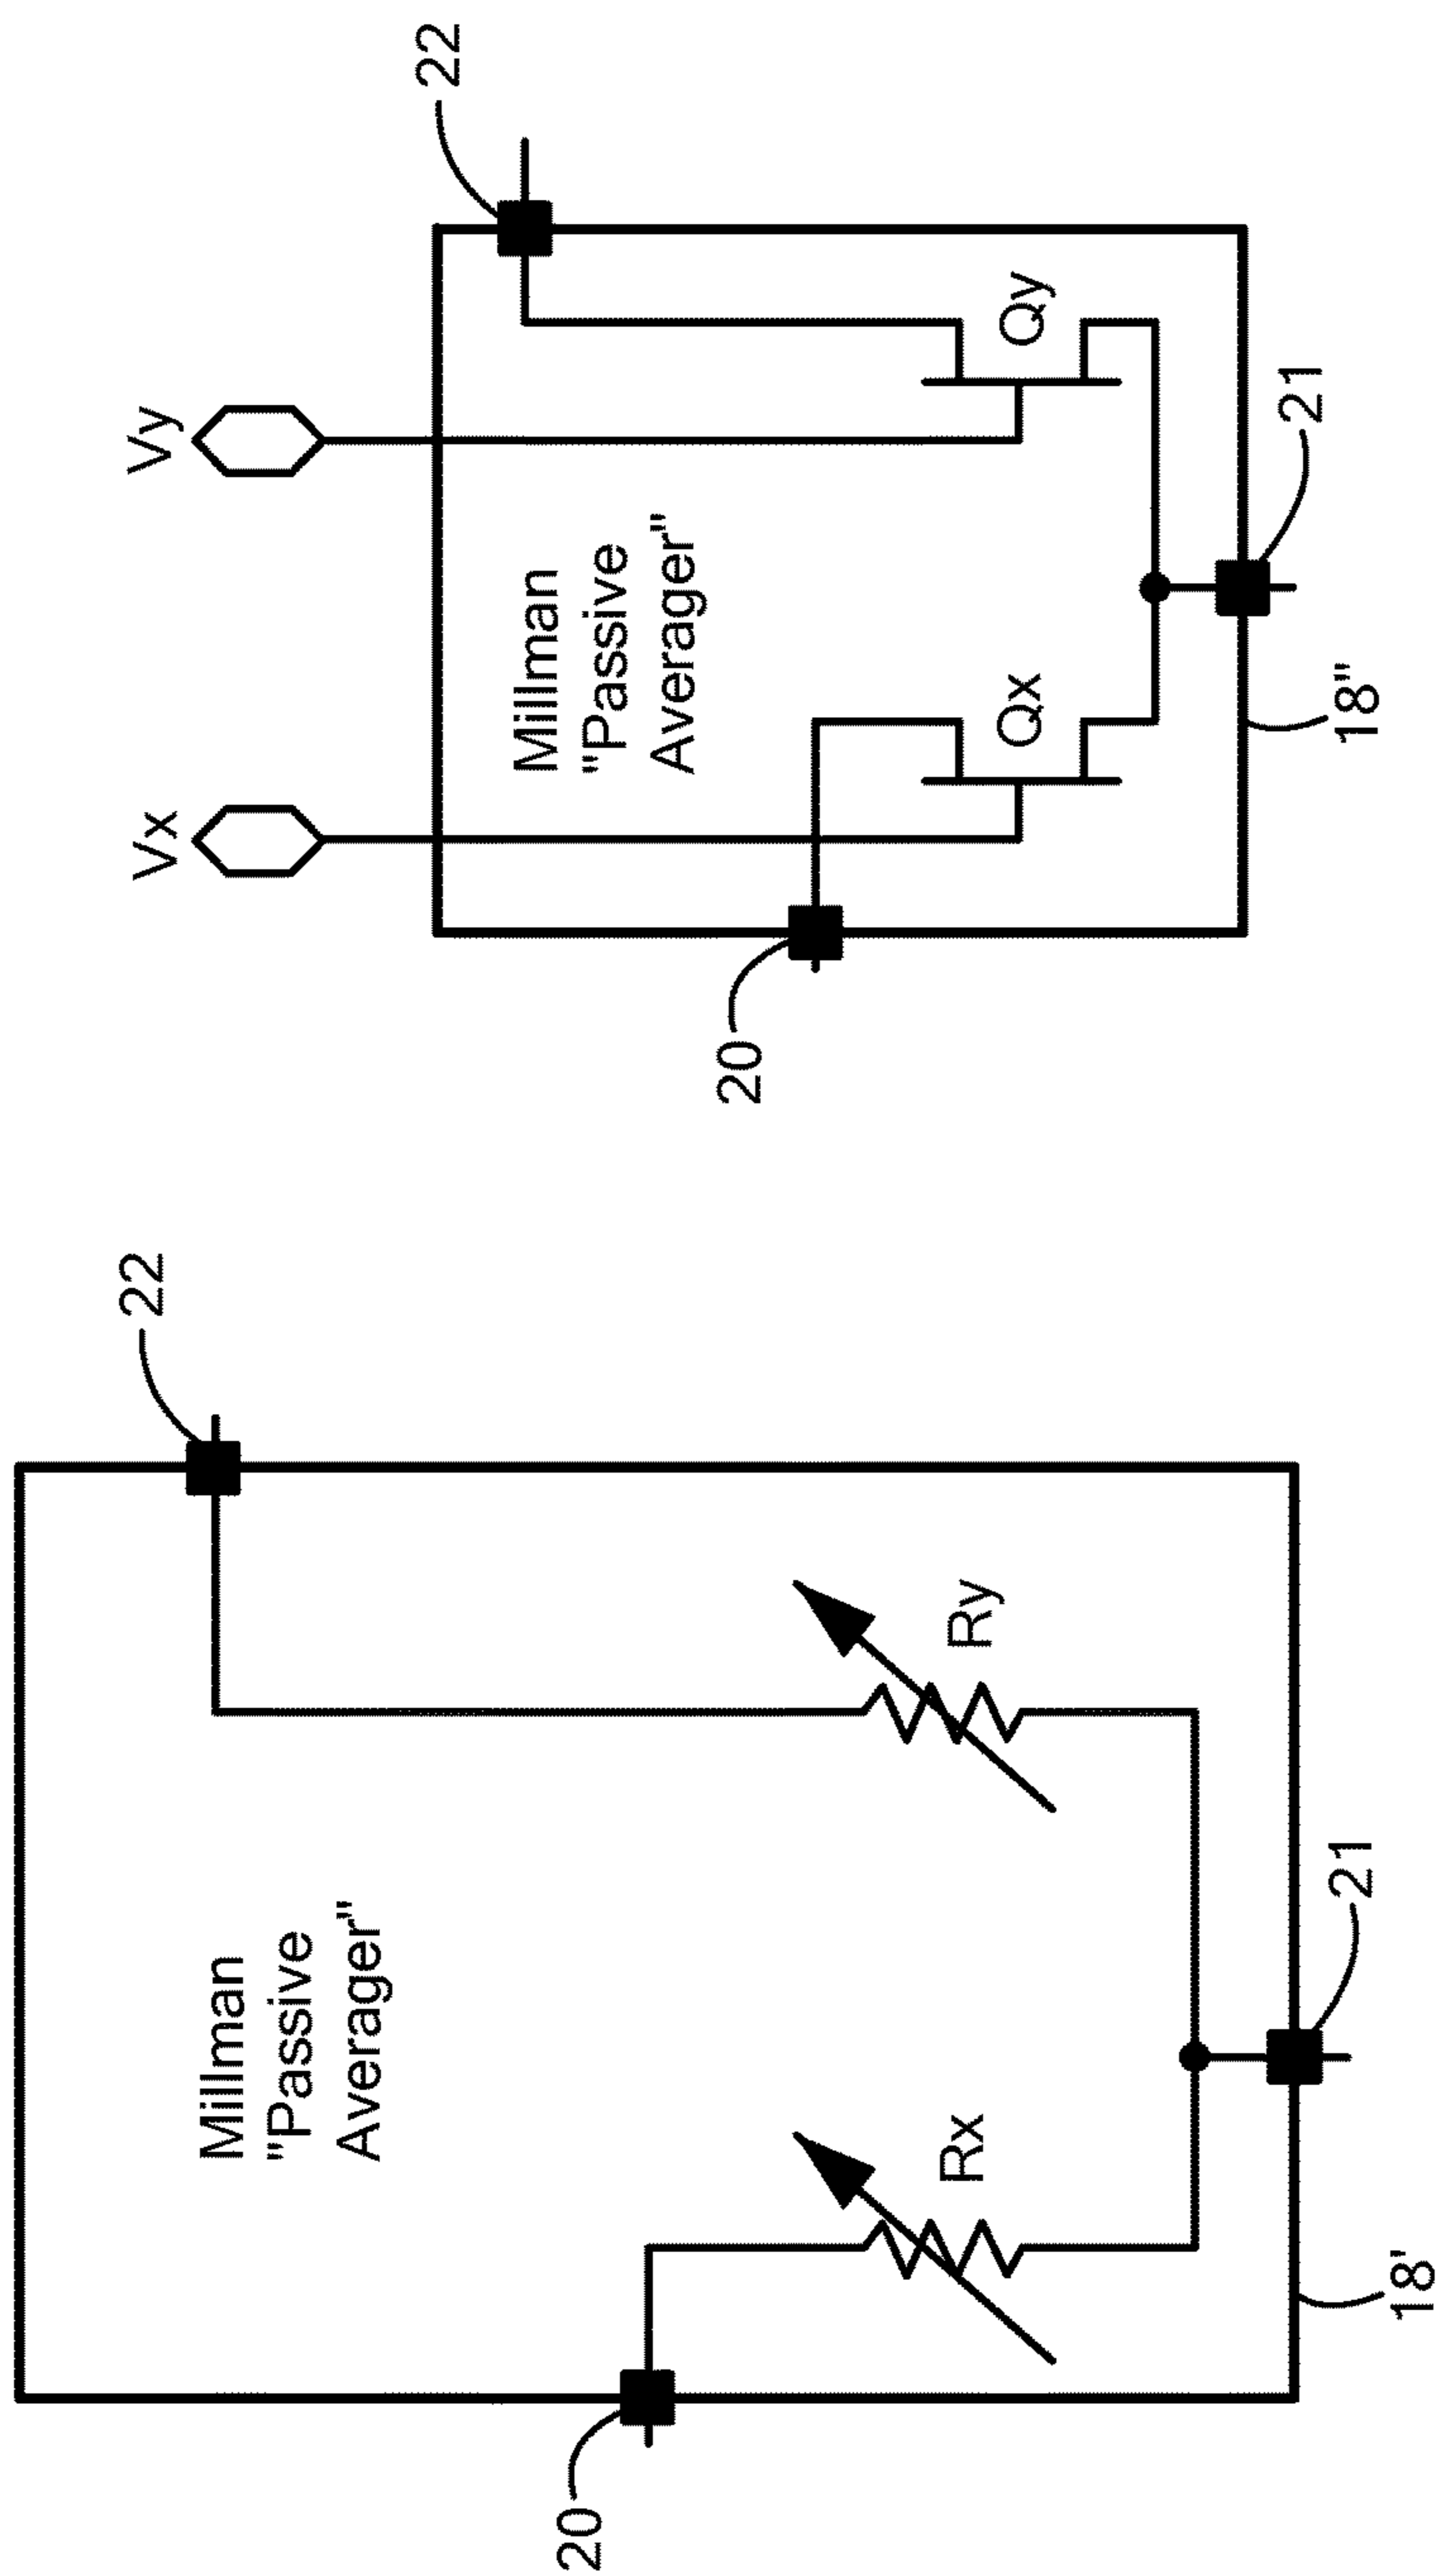 Millman
"Passive
Averager"
20
22
Rx
Ry
21
18'
Vx
Vy
Millman
"Passive
Averager"
22
20
Qx
Qy
21
18"